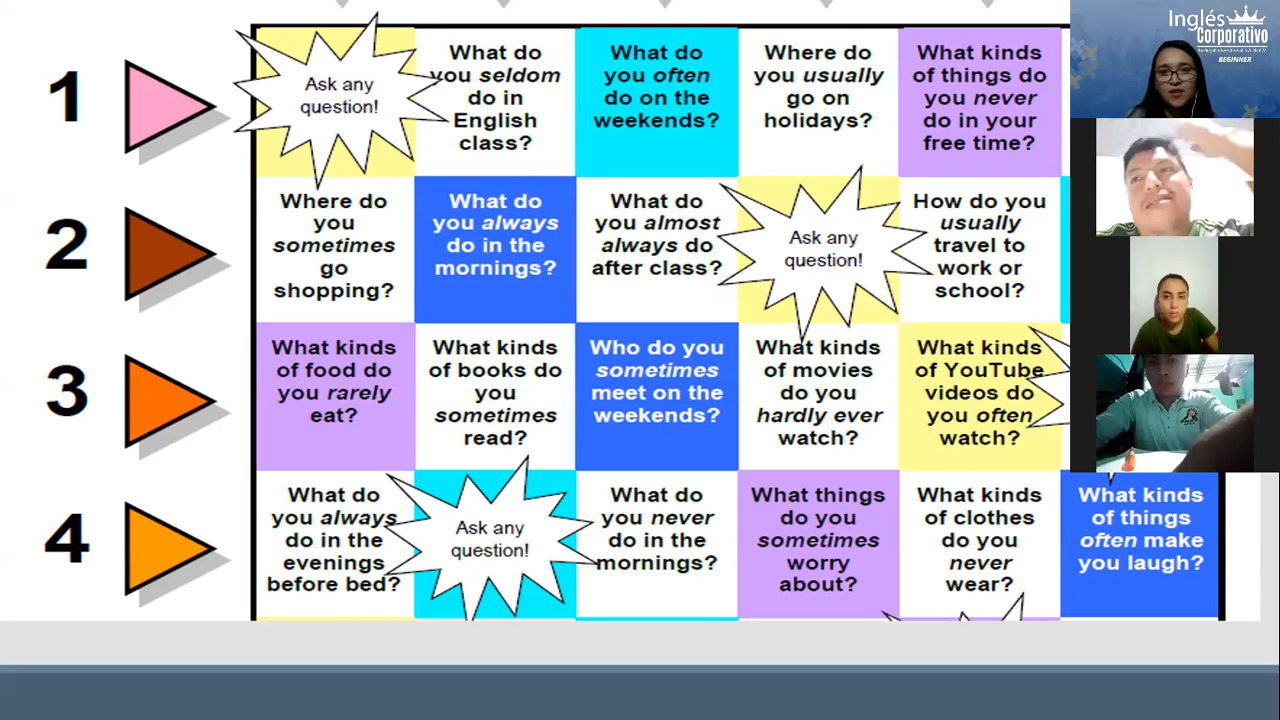 1
Ask any
question!
What do
you seldom
do in
English
class?
What do
you often
do on the
weekends?
Where do
you usually
go on
holidays?
What kinds
of things do
you never
do in your
free time?
2
Where do
you
sometimes
go
shopping?
What do
you always
do in the
mornings?
What do
you almost
always do
after class?
Ask any
question!
How do you
usually
travel to
work or
school?
3
What kinds
of food do
you rarely
eat?
What kinds
of books do
you
sometimes
read?
Who do you
sometimes
meet on the
weekends?
What kinds
of movies
do you
hardly ever
watch?
What kinds
of YouTube
videos do
you often
watch?
4
What do
you always
do in the
evenings
before bed?
Ask any
question!
What do
you never
do in the
mornings?
What things
do you
sometimes
worry
about?
What kinds
of clothes
do you
never
wear?
What kinds
of things
often make
you laugh?
Inglés
Corporativo
BEGINNER